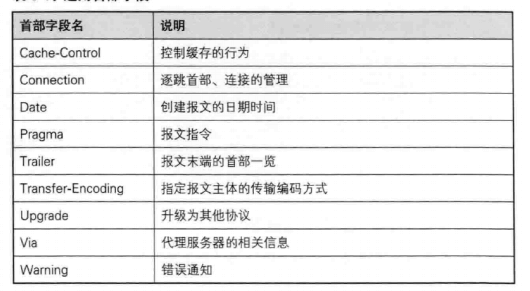 首部字段名 说明
Cache-Control 控制缓存的行为
Connection 逐跳首部、连接的管理
Date 创建报文的日期时间
Pragma 报文指令
Trailer 报文末端的首部一览
Transfer-Encoding 指定报文主体的传输编码方式
Upgrade 升级为其他协议
Via 代理服务器的相关信息
Warning 错误通知